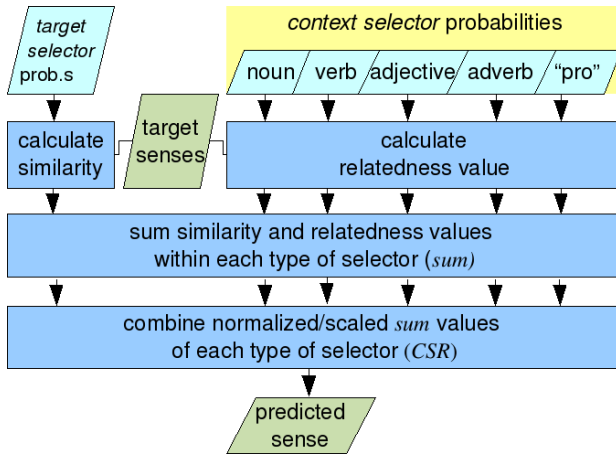 target
selector
prob.s
context selector probabilities
noun verb adjective adverb “pro”
calculate
similarity
target
senses
calculate
relatedness value
sum similarity and relatedness values
within each type of selector (sum)
combine normalized/scaled sum values
of each type of selector (CSR)
predicted
sense